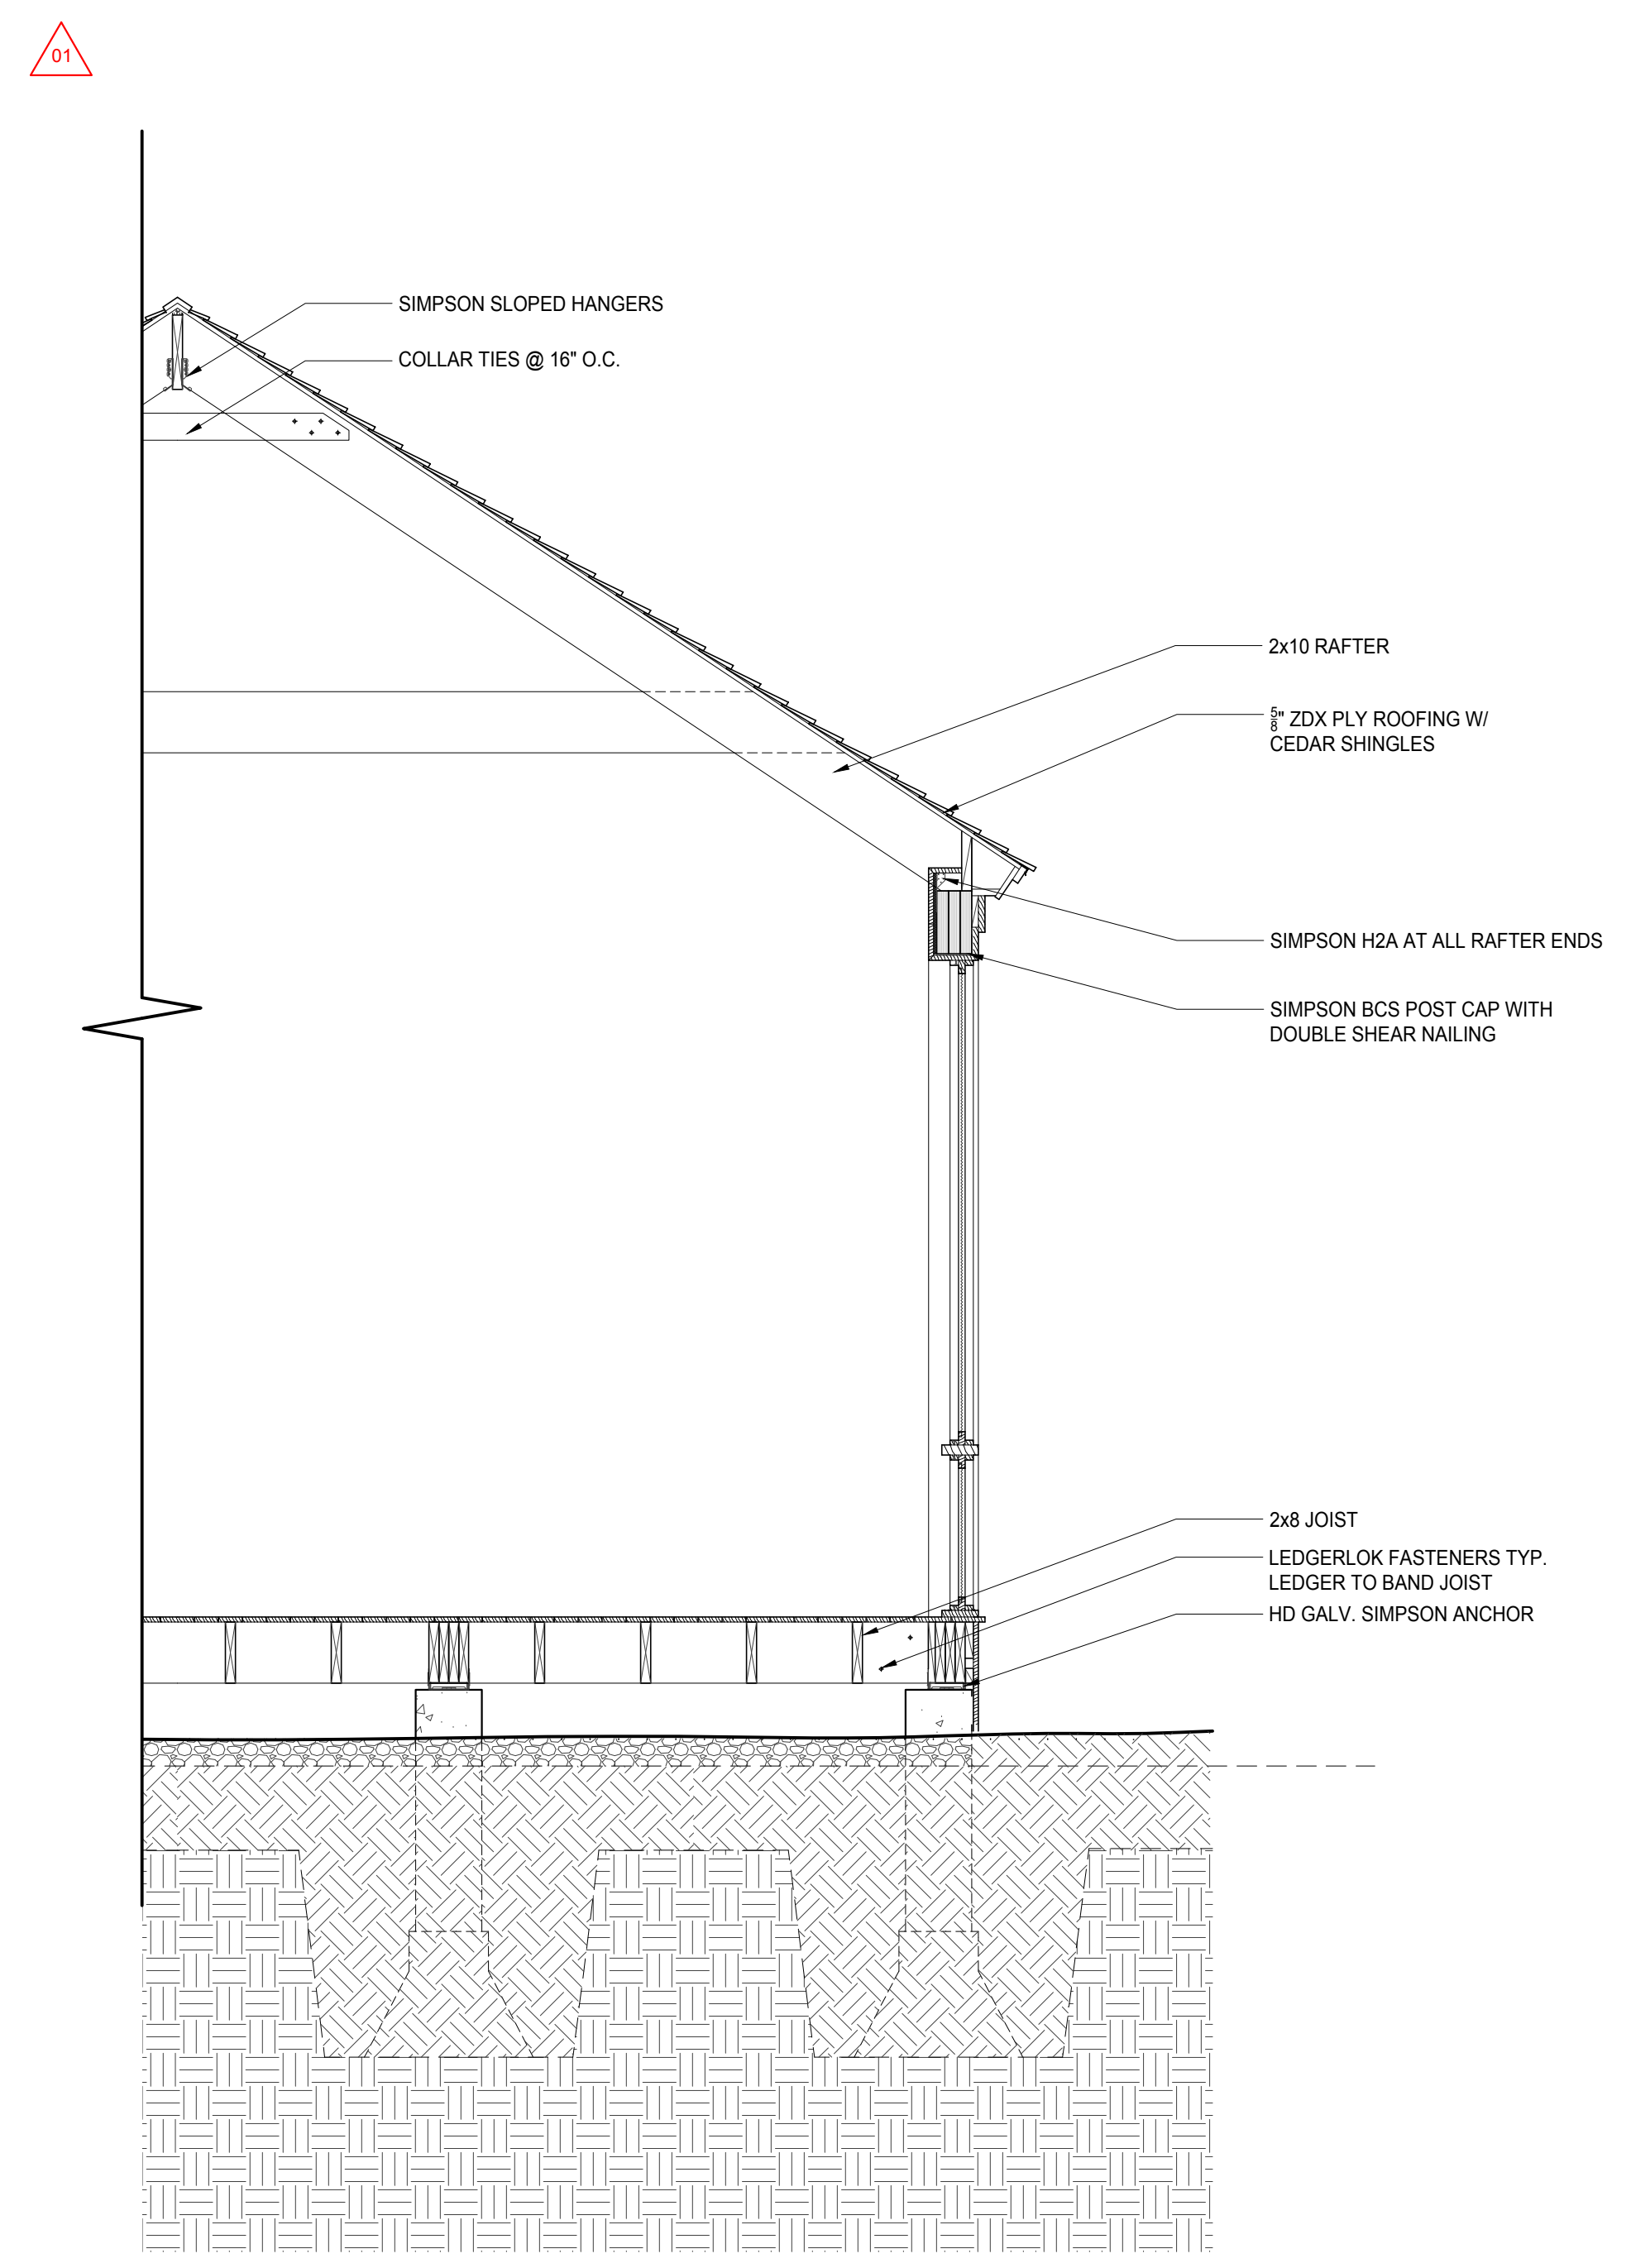 01
SIMPSON SLOPED HANGERS
COLLAR TIES @ 16" O.C.
2x10 RAFTER
5/8" ZDX PLY ROOFING W/
CEDAR SHINGLES
SIMPSON H2A AT ALL RAFTER ENDS
SIMPSON BCS POST CAP WITH
DOUBLE SHEAR NAILING
2x8 JOIST
LEDGERLOK FASTENERS TYP.
LEDGER TO BAND JOIST
HD GALV. SIMPSON ANCHOR